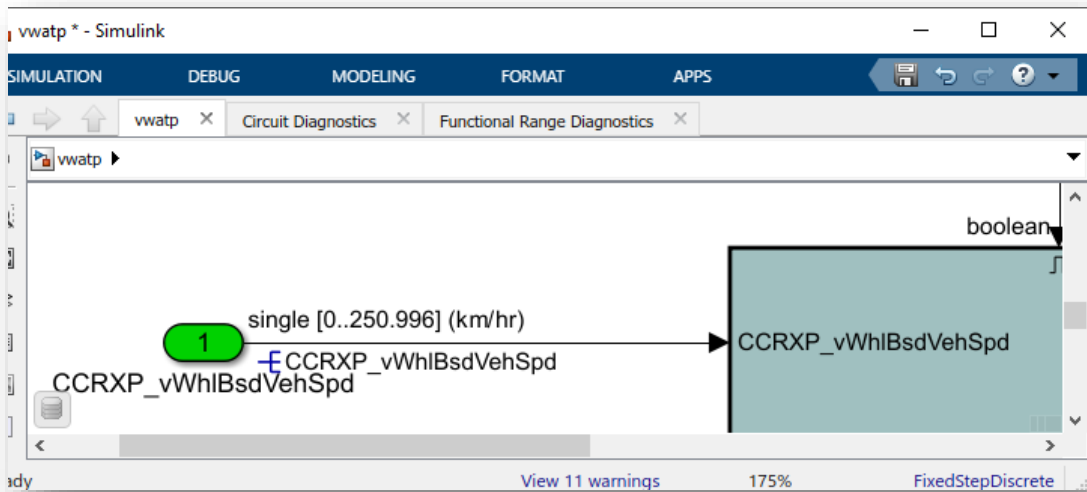 vwatp * - Simulink
SIMULATION DEBUG MODELING FORMAT APPS
vwatp Circuit Diagnostics Functional Range Diagnostics
vwatp
boolean
single [0..250.996] (km/hr)
1
CCRXP_vWhlBsdVehSpd
CCRXP_vWhlBsdVehSpd
CCRXP_vWhlBsdVehSpd
ady View 11 warnings 175% FixedStepDiscrete